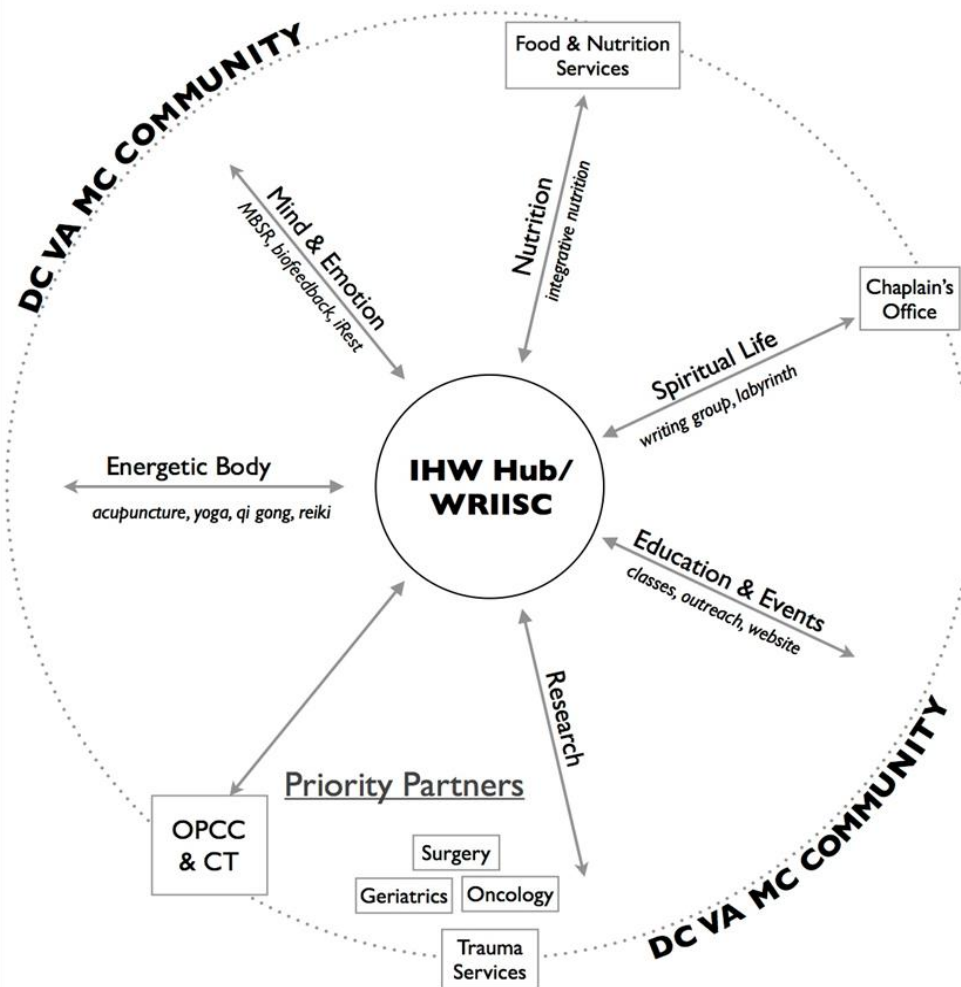 DC VA MC COMMUNITY
Food & Nutrition
Services
Mind & Emotion
MBSR, biofeedback, iRest
Nutrition
integrative nutrition
Chaplain's
Office
Spiritual Life
writing group, labyrinth
IHW Hub/
WRIISC
Energetic Body
acupuncture, yoga, qi gong, reiki
Education & Events
classes, outreach, website
Research
Priority Partners
OPCC
& CT
Surgery
Geriatrics
Oncology
Trauma
Services
DC VA MC COMMUNITY